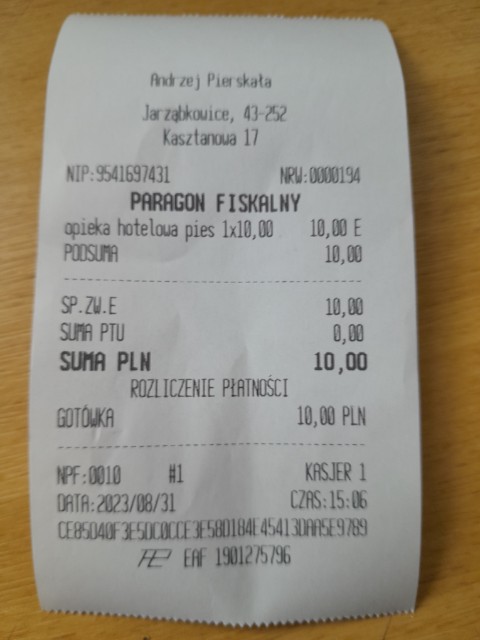 Andrzej Pierskała
Jarząbkowice, 43-252
Kasztanowa 17
NIP:9541697431 NRW:0000194
PARAGON FISKALNY
opieka hotelowa pies 1x10,00 10,00 E
PODSUMA 10,00
SP.ZW.E 10,00
SUMA PTU 0,00
SUMA PLN 10,00
ROZLICZENIE PŁATNOŚCI
GOTÓWKA 10,00 PLN
NPF:0010 #1 KASJER 1
DATA:2023/08/31 CZAS:15:06
CE85D40F3E5DC0CCE3E58D184E45413DAA5E9789
EAF 1901275796